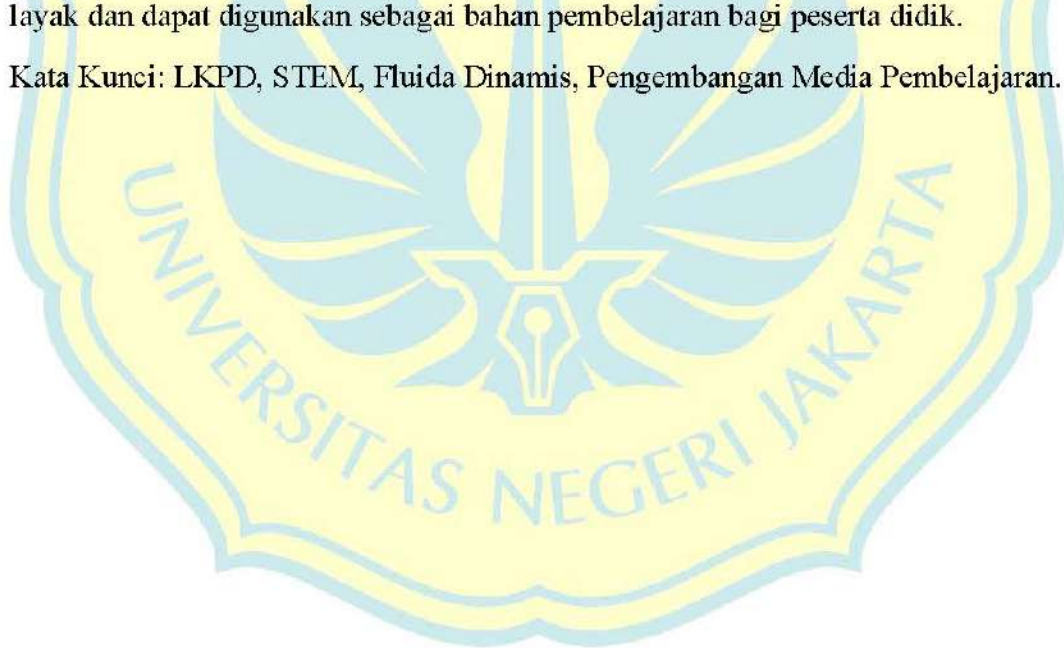 layak dan dapat digunakan sebagai bahan pembelajaran bagi peserta didik.
Kata Kunci: LKPD, STEM, Fluida Dinamis, Pengembangan Media Pembelajaran.
UNIVERSITAS NEGERI JAKARTA